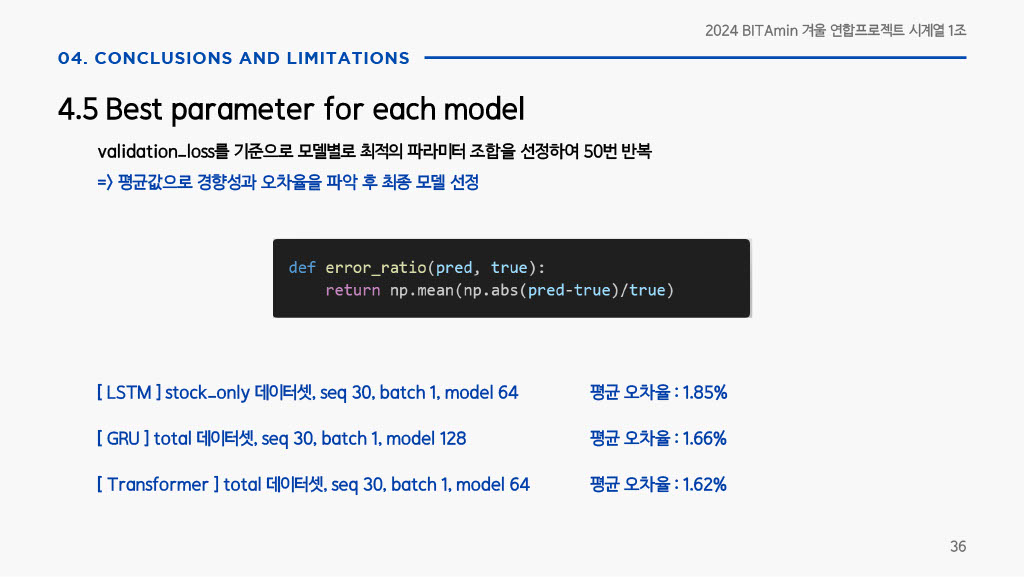 2024 BITAmin 겨울 연합프로젝트 시계열 1조
04. CONCLUSIONS AND LIMITATIONS
4.5 Best parameter for each model
validation_loss를 기준으로 모델별로 최적의 파라미터 조합을 선정하여 50번 반복
=> 평균값으로 경향성과 오차율을 파악 후 최종 모델 선정
def error_ratio(pred, true):
    return np.mean(np.abs(pred-true)/true)
[ LSTM ] stock_only 데이터셋, seq 30, batch 1, model 64 평균 오차율 : 1.85%
[ GRU ] total 데이터셋, seq 30, batch 1, model 128 평균 오차율 : 1.66%
[ Transformer ] total 데이터셋, seq 30, batch 1, model 64 평균 오차율 : 1.62%
36